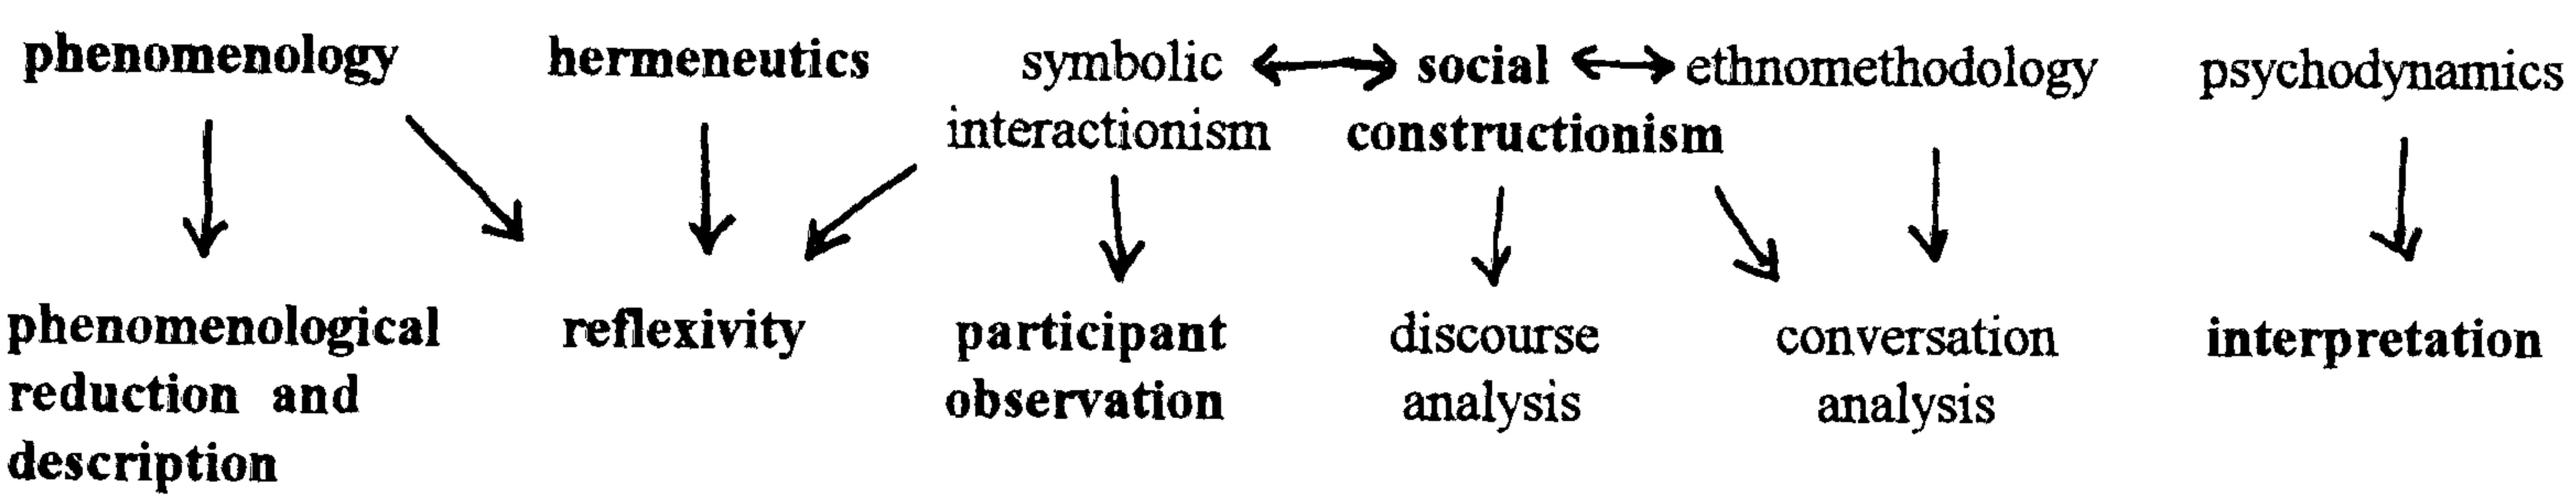 phenomenology hermeneutics symbolic social ethnomethodology psychodynamics
interactionism constructionism
phenomenological reflexivity participant discourse conversation interpretation
reduction and observation analysis analysis
description